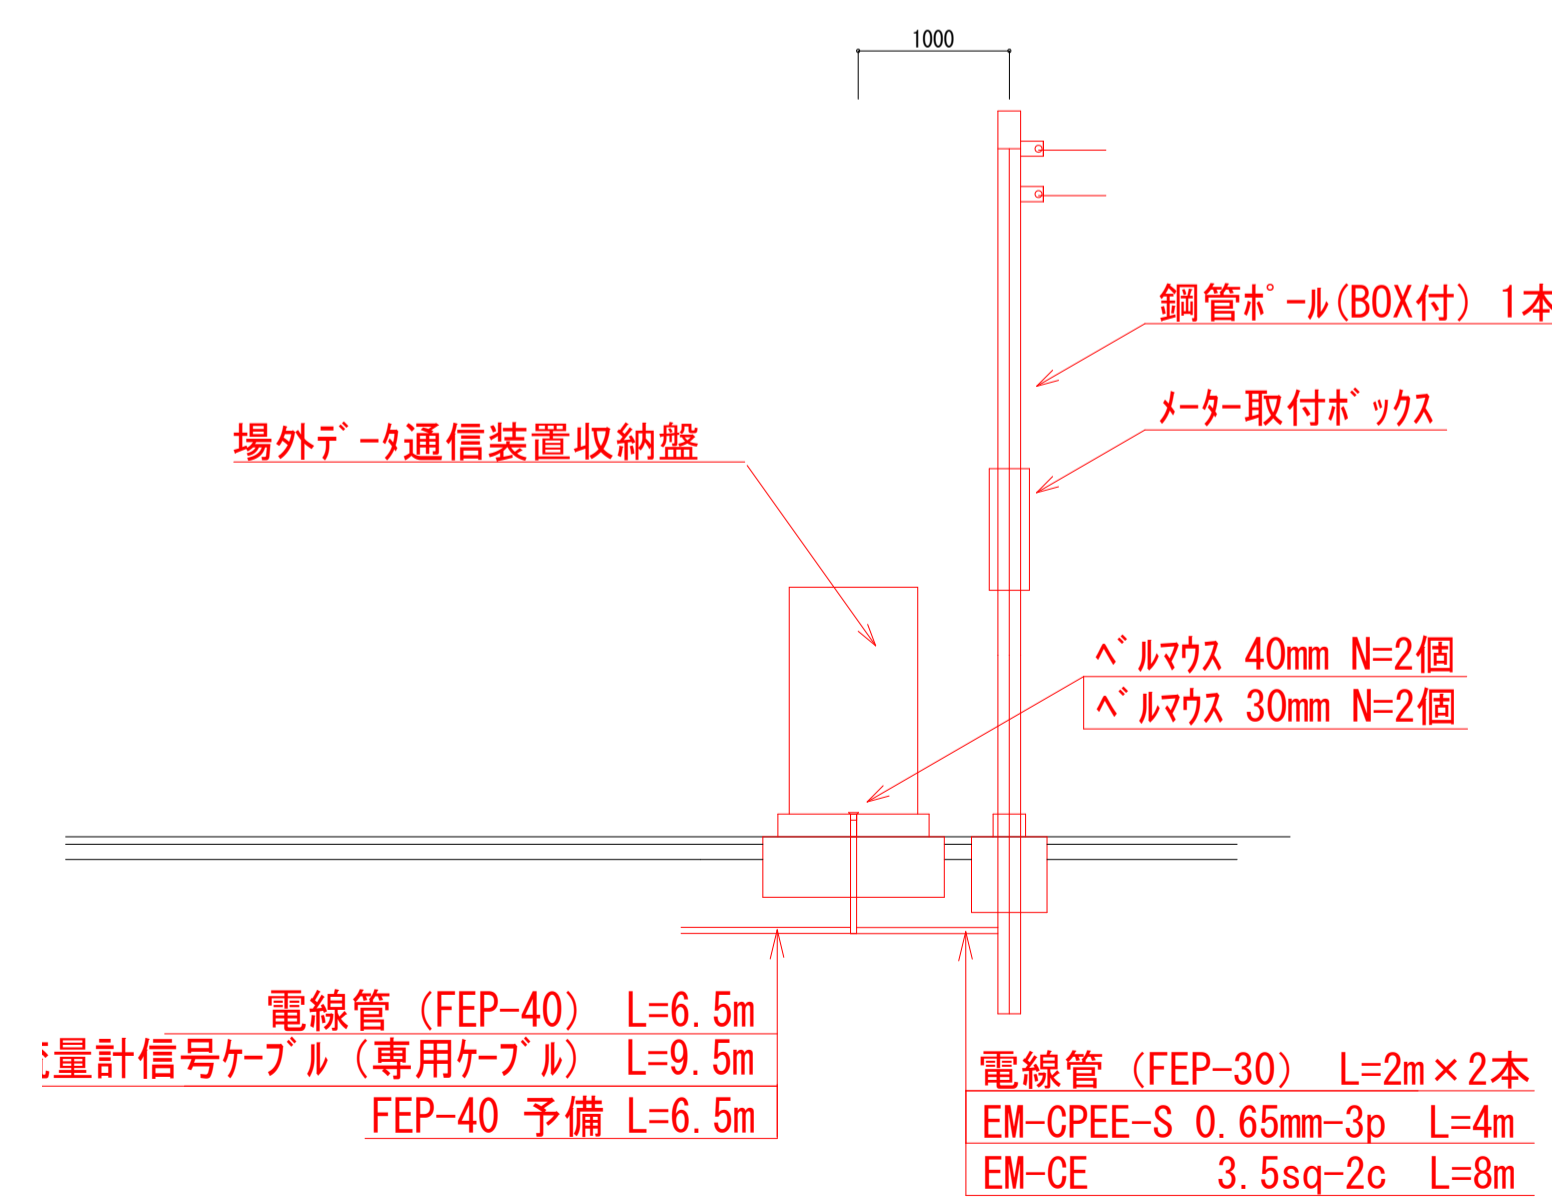 1000
鋼管ﾎﾟｰﾙ(BOX付) 1本
ﾒｰﾀｰ取付ﾎﾞｯｸｽ
場外ﾃﾞｰﾀ通信装置収納盤
ﾍﾞﾙﾏｳｽ 40mm N=2個
ﾍﾞﾙﾏｳｽ 30mm N=2個
電線管 (FEP-40) L=6.5m
量計信号ｹｰﾌﾞﾙ (専用ｹｰﾌﾞﾙ) L=9.5m
FEP-40 予備 L=6.5m
電線管 (FEP-30) L=2m×2本
EM-CPEE-S 0.65mm-3p L=4m
EM-CE 3.5sq-2c L=8m